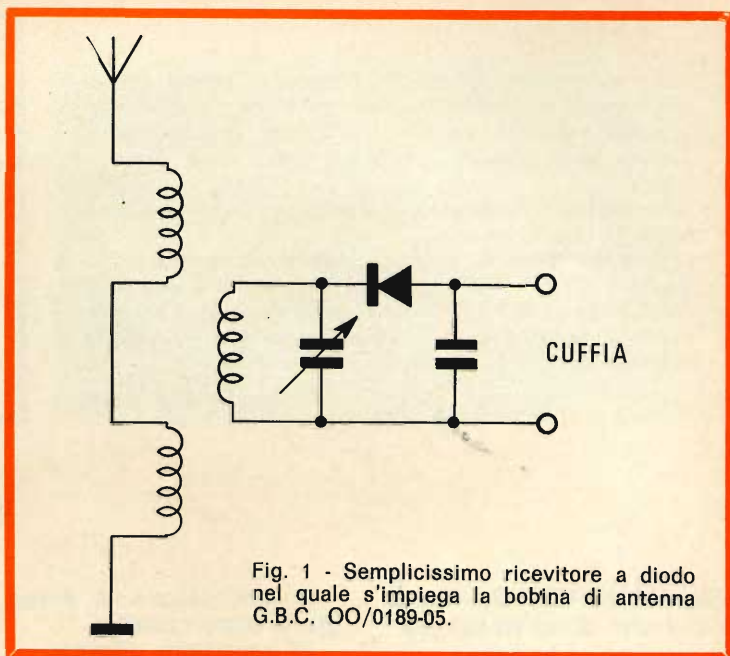 CUFFIA
Fig. 1 - Semplicissimo ricevitore a diodo
nel quale s'impiega la bobina di antenna
G.B.C. OO/0189-05.